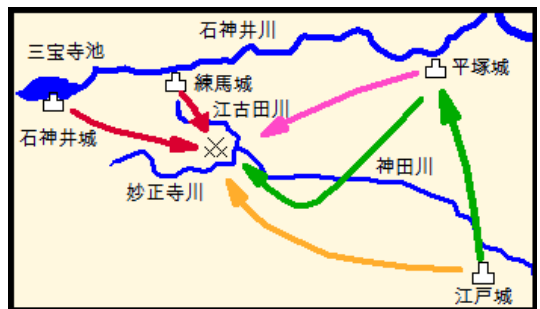 石神井川
三宝寺池
平塚城
練馬城
江古田川
石神井城
神田川
妙正寺川
江戸城